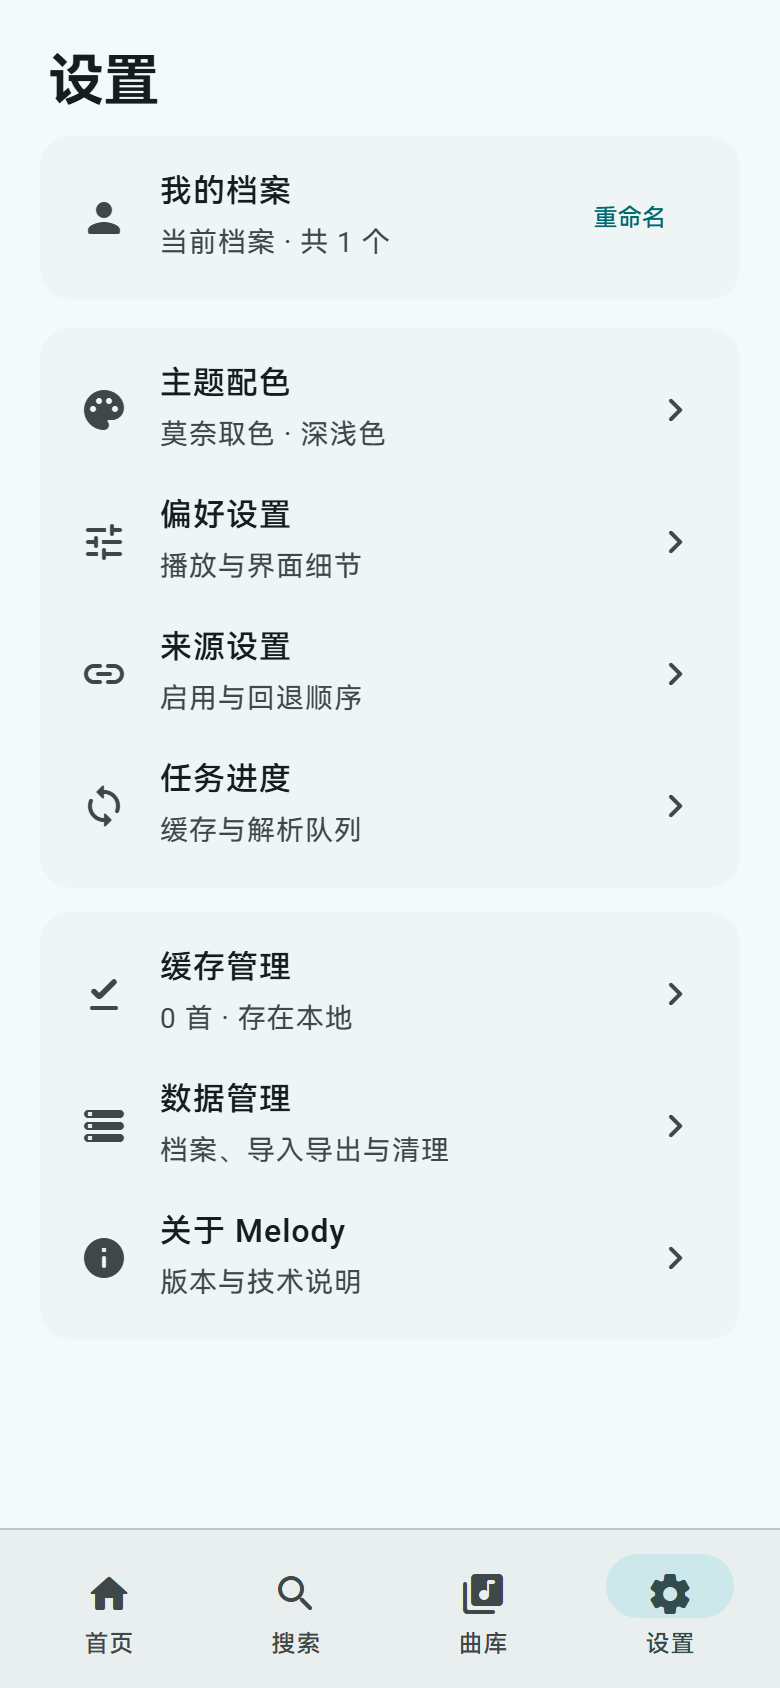 设置
我的档案
当前档案 · 共 1 个
重命名
主题配色
莫奈取色 · 深浅色
偏好设置
播放与界面细节
来源设置
启用与回退顺序
任务进度
缓存与解析队列
缓存管理
0 首 · 存在本地
数据管理
档案、导入导出与清理
关于 Melody
版本与技术说明
首页
搜索
曲库
设置